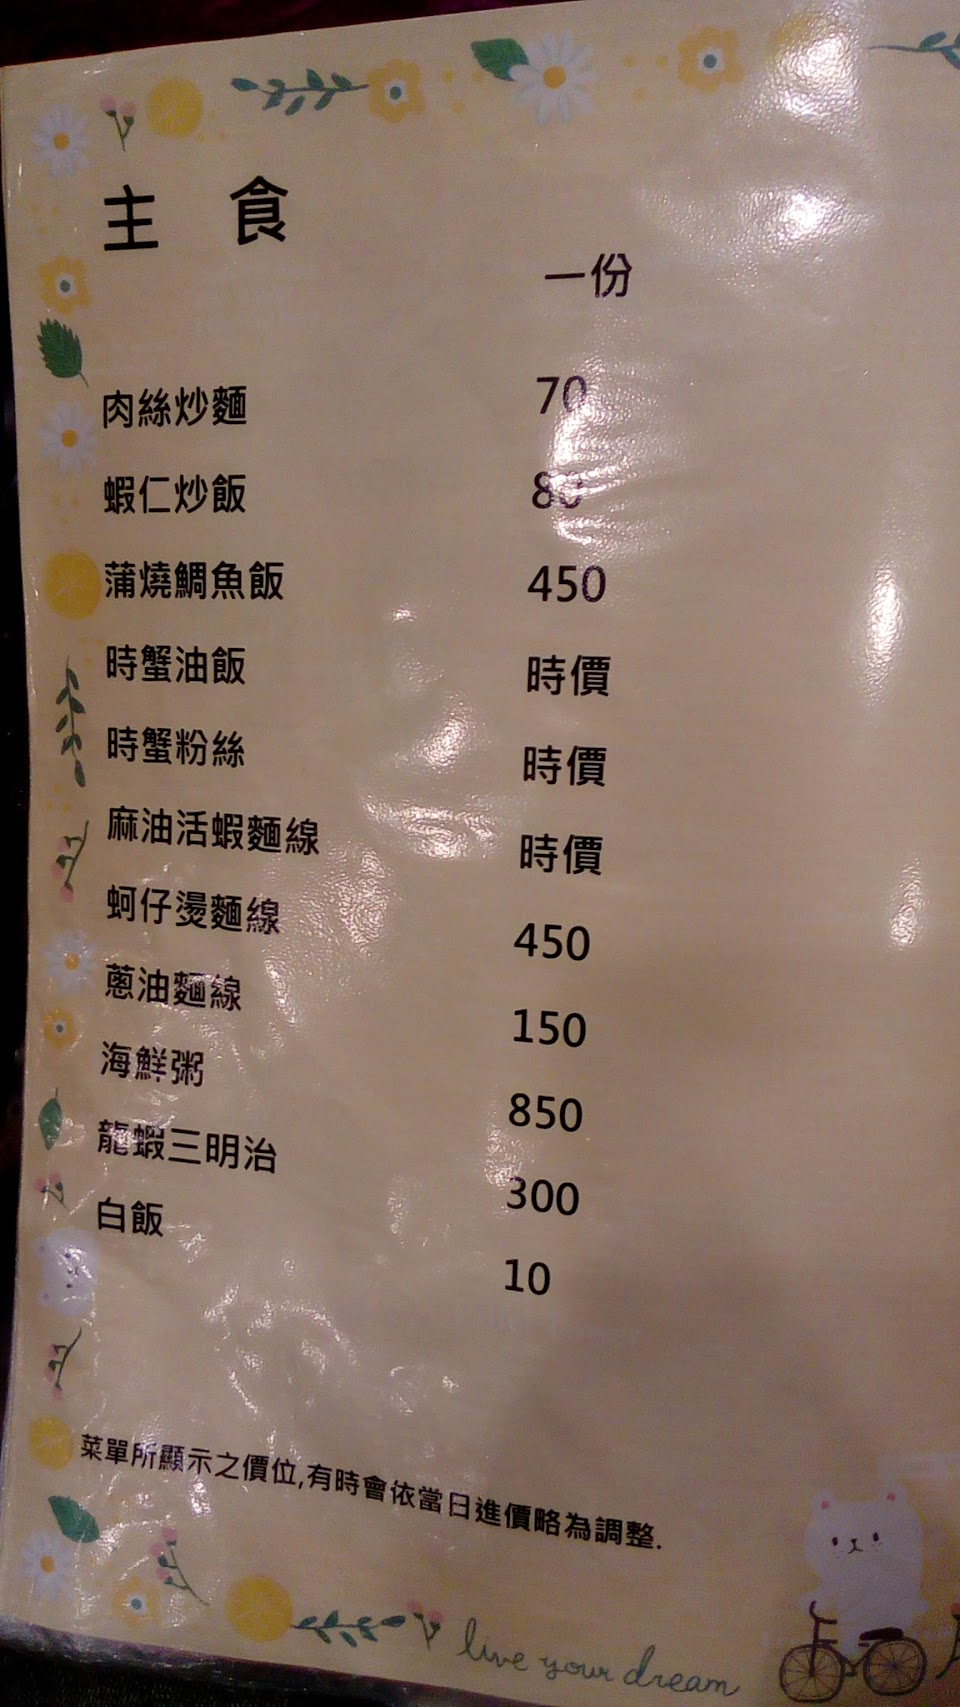 主 食
一份
肉絲炒麵 70
蝦仁炒飯 80
蒲燒鯛魚飯 450
時蟹油飯 時價
時蟹粉絲 時價
麻油活蝦麵線 時價
蚵仔燙麵線 450
蔥油麵線 150
海鮮粥 850
龍蝦三明治 300
白飯 10
菜單所顯示之價位,有時會依當日進價略為調整.
live your dream